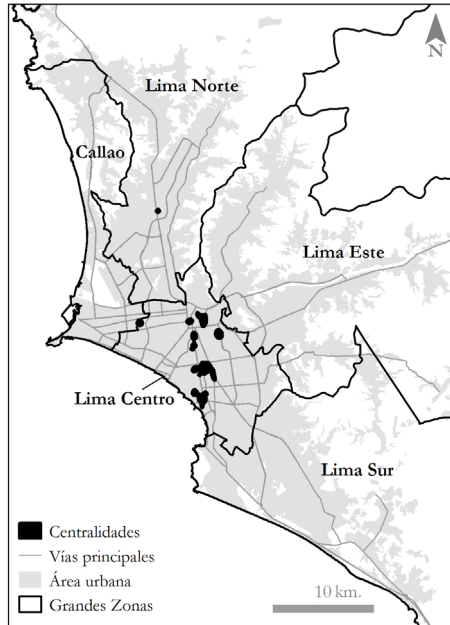 N
Lima Norte
Callao
Lima Este
Lima Centro
Lima Sur
Centralidades
Vías principales
Área urbana
Grandes Zonas
10 km.